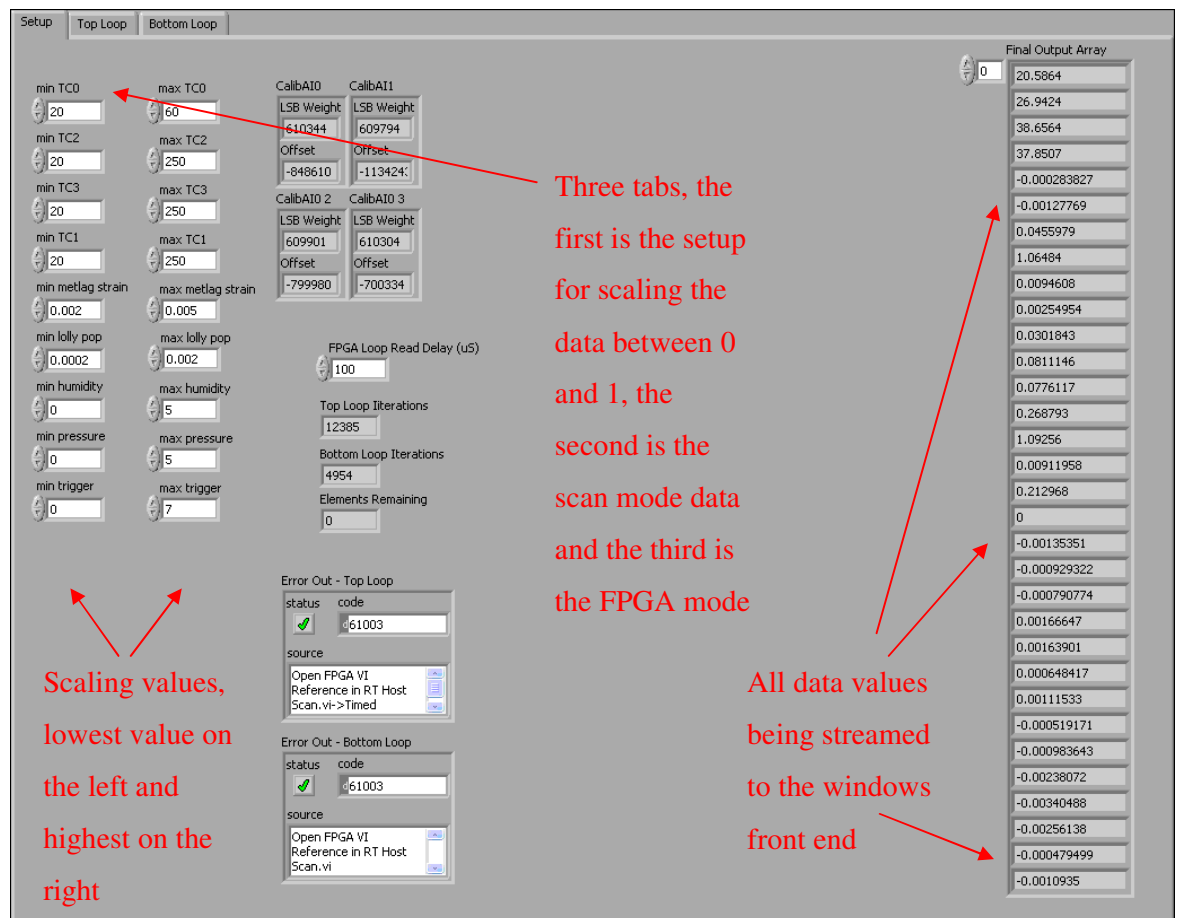 Setup
Top Loop
Bottom Loop
min TC0
max TC0
20
60
min TC2
max TC2
20
250
min TC3
max TC3
20
250
min TC1
max TC1
20
250
min metlag strain
max metlag strain
0.002
0.005
min lolly pop
max lolly pop
0.0002
0.002
min humidity
max humidity
0
5
min pressure
max pressure
0
5
min trigger
max trigger
0
7
Scaling values,
lowest value on
the left and
highest on the
right
CalibAI0
CalibAI1
LSB Weight
LSB Weight
610344
609794
Offset
Offset
-848610
-113424
CalibAI0 2
CalibAI0 3
LSB Weight
LSB Weight
609901
610304
Offset
Offset
-799980
-700334
FPGA Loop Read Delay (uS)
100
Top Loop Iiterations
12385
Bottom Loop Iterations
4954
Elements Remaining
0
Error Out - Top Loop
status
code
d61003
source
Open FPGA VI
Reference in RT Host
Scan.vi->Timed
Error Out - Bottom Loop
status
code
d61003
source
Open FPGA VI
Reference in RT Host
Scan.vi
Three tabs, the
first is the setup
for scaling the
data between 0
and 1, the
second is the
scan mode data
and the third is
the FPGA mode
All data values
being streamed
to the windows
front end
Final Output Array
0
20.5864
26.9424
38.6564
37.8507
-0.000283827
-0.00127769
0.0455979
1.06484
0.0094608
0.00254954
0.0301843
0.0811146
0.0776117
0.268793
1.09256
0.00911958
0.212968
0
-0.00135351
-0.000929322
-0.000790774
0.00166647
0.00163901
0.000648417
0.00111533
-0.000519171
-0.000983643
-0.00238072
-0.00340488
-0.00256138
-0.000479499
-0.0010935